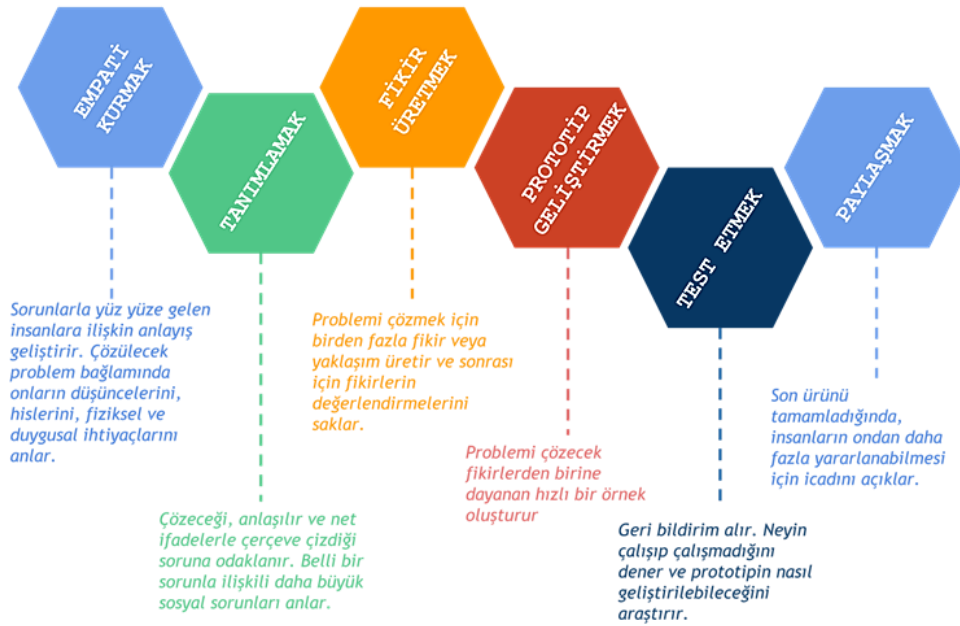 EMPATİ
KURMAK
Sorunlarla yüz yüze gelen
insanlara ilişkin anlayış
geliştirir. Çözülecek
problem bağlamında
onların düşüncelerini,
hislerini, fiziksel ve
duygusal ihtiyaçlarını
anlar.
TANIMLAMAK
Çözeceği, anlaşılır ve net
ifadelerle çerçeve çizdiği
soruna odaklanır. Belli bir
sorunla ilişkili daha büyük
sosyal sorunları anlar.
FİKİR
ÜRETMEK
Problemi çözmek için
birden fazla fikir veya
yaklaşım üretir ve sonrası
için fikirlerin
değerlendirmelerini
saklar.
PROTOTİP
GELİŞTİRMEK
Problemi çözecek
fikirlerden birine
dayanan hızlı bir örnek
oluşturur
TEST ETMEK
Geri bildirim alır. Neyin
çalışıp çalışmadığını
dener ve prototipin nasıl
geliştirilebileceğini
araştırır.
PAYLAŞMAK
Son ürünü
tamamladığında,
insanların ondan daha
fazla yararlanabilmesi
için icadını açıklar.